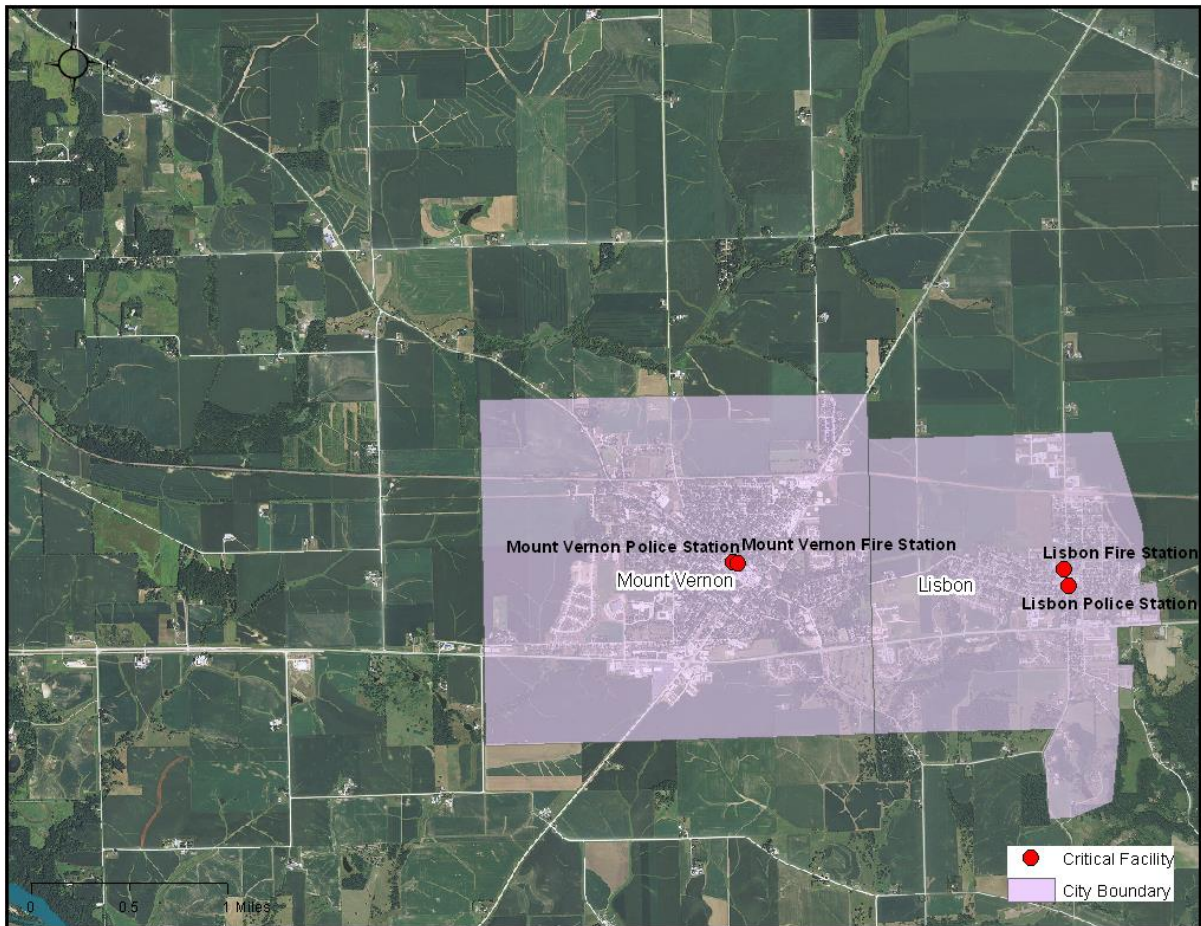 N
W
E
S
Mount Vernon Police Station
Mount Vernon Fire Station
Mount Vernon
Lisbon
Lisbon Fire Station
Lisbon Police Station
Critical Facility
City Boundary
0 0.5 1 Miles